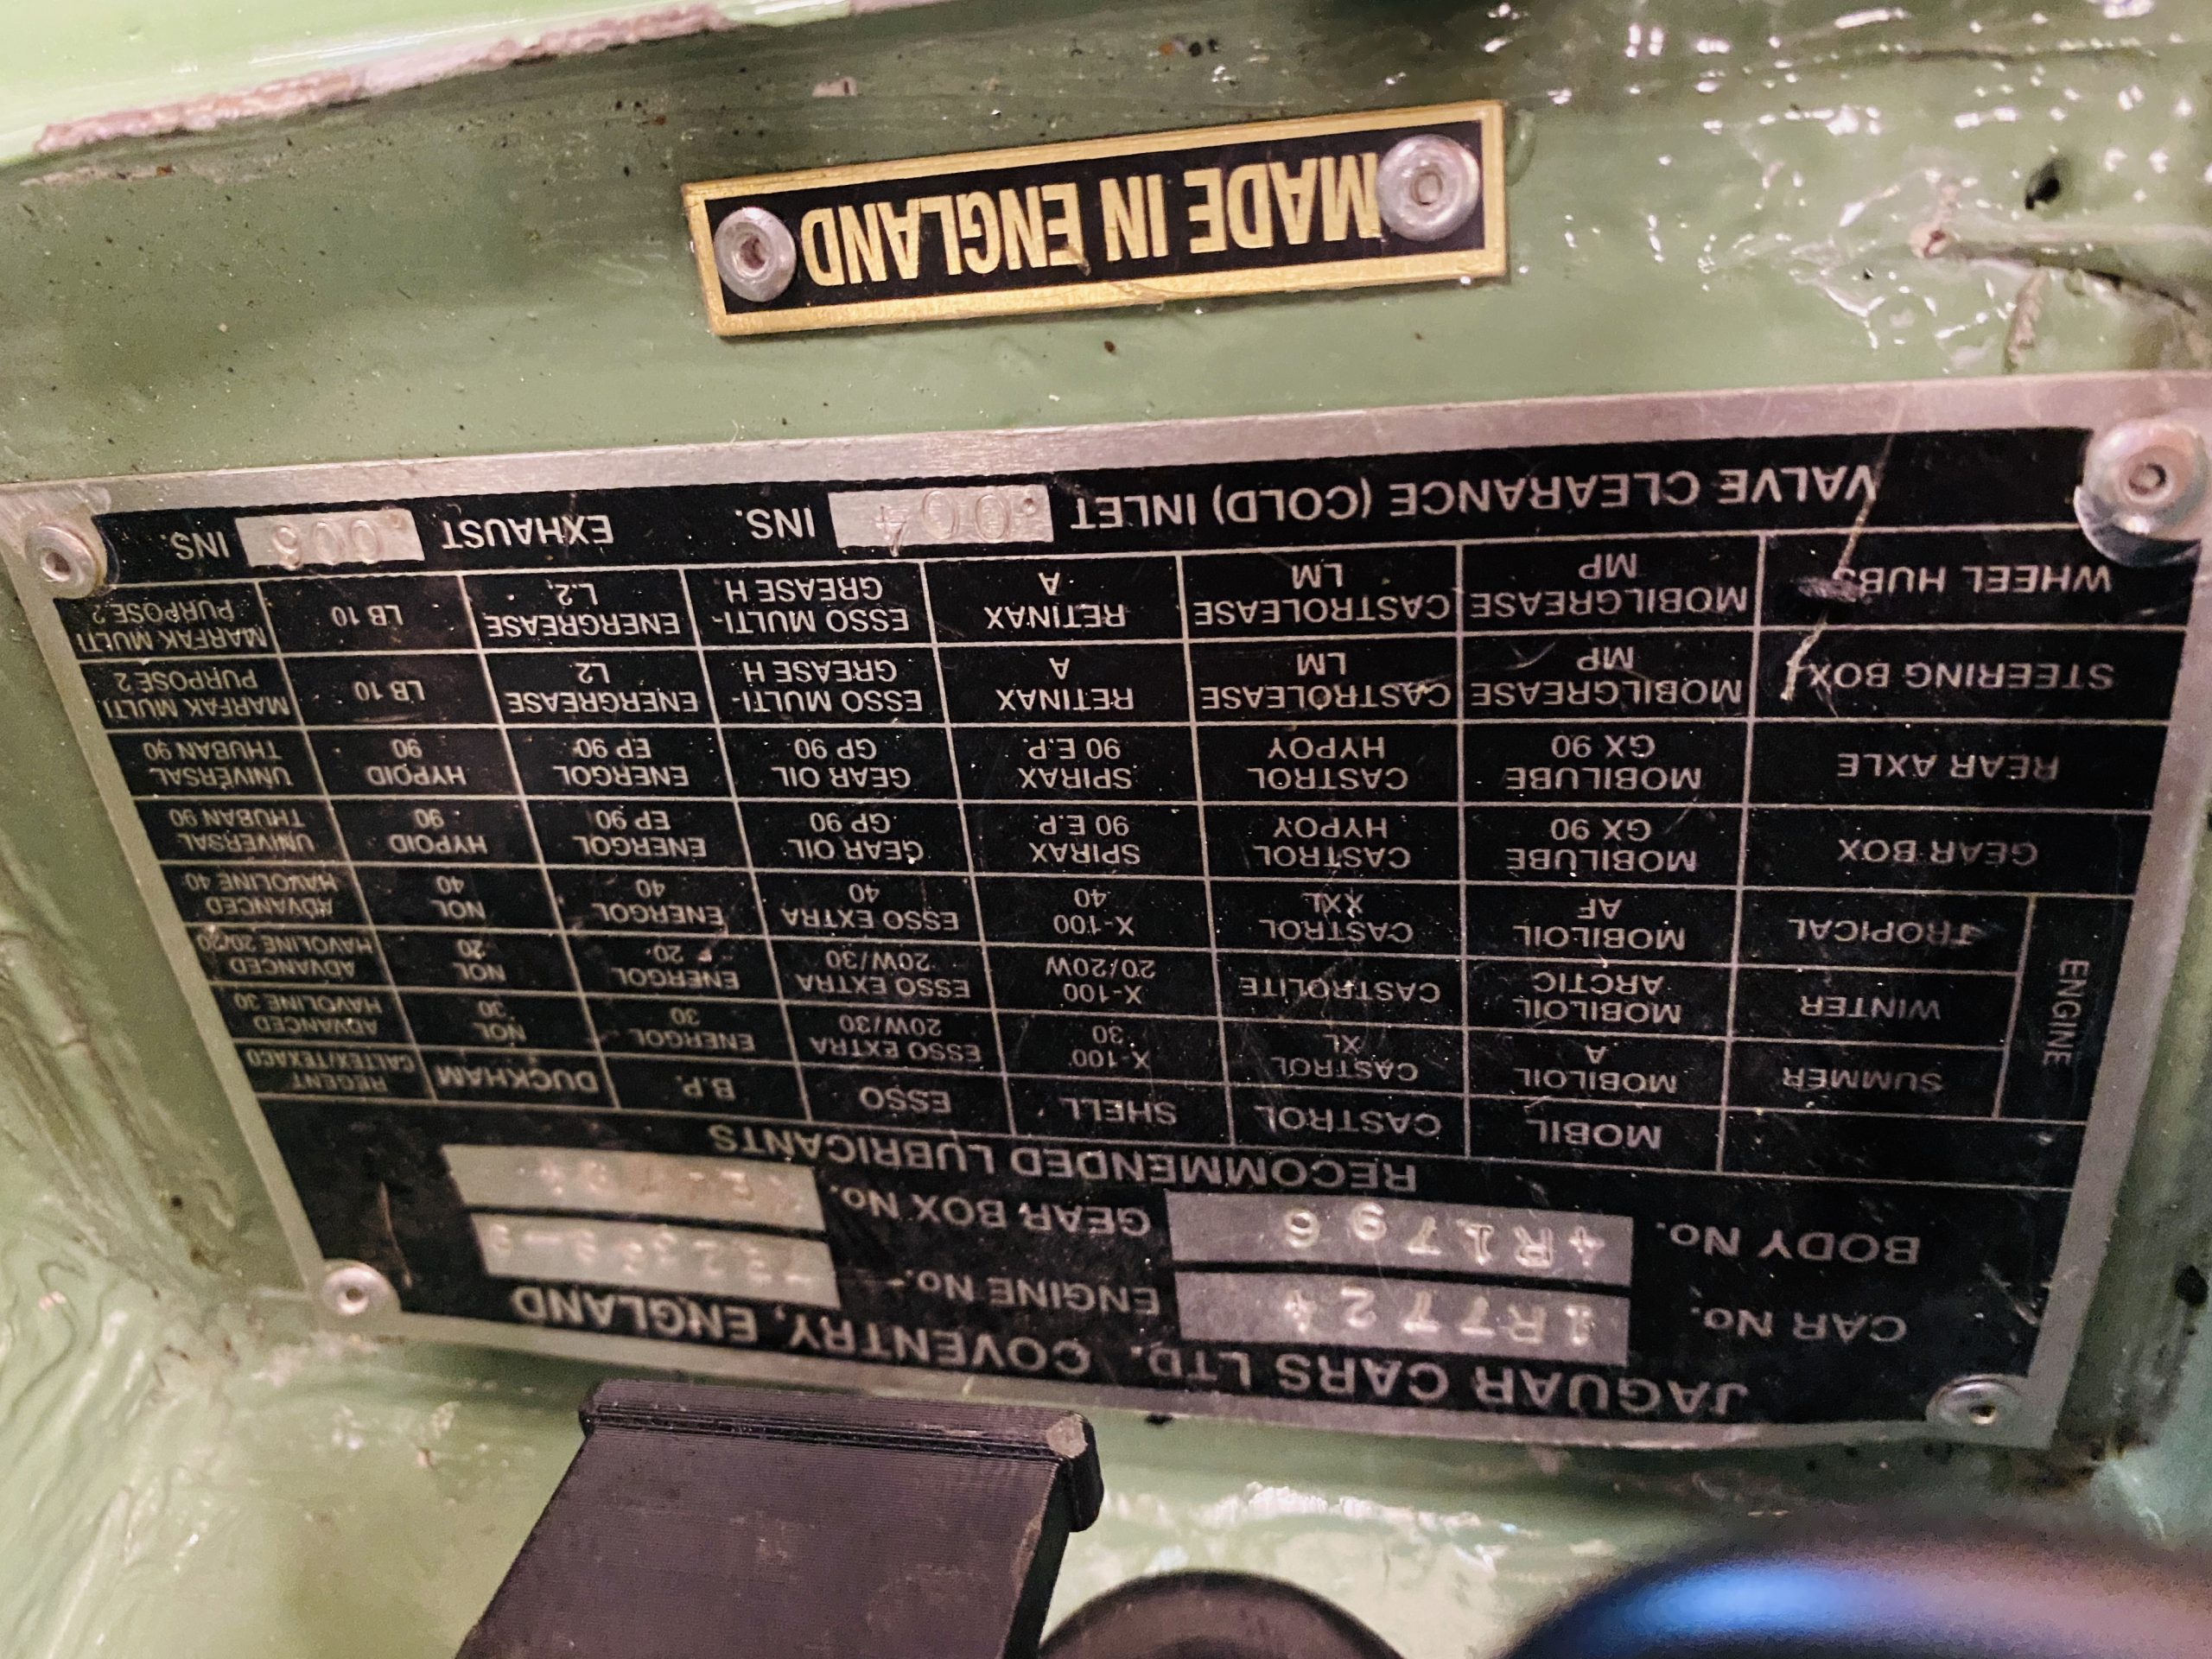 JAGUAR CARS LTD. COVENTRY, ENGLAND
CAR No. 1R7724 ENGINE No.
BODY No. 4R1796 GEAR BOX No.
RECOMMENDED LUBRICANTS
MOBIL CASTROL SHELL ESSO B.P. DUCKHAM REGENT CALTEX/TEXACO
ENGINE
SUMMER MOBILOIL A CASTROL XL X-100 30 ESSO EXTRA 20W/30 ENERGOL 30 NOL 30 ADVANCED HAVOLINE 30
WINTER MOBILOIL ARCTIC CASTROLITE X-100 20/20W ESSO EXTRA 20W/30 ENERGOL 20 NOL 20 ADVANCED HAVOLINE 20/20
TROPICAL MOBILOIL AF CASTROL XXL X-100 40 ESSO EXTRA 40 ENERGOL 40 NOL 40 ADVANCED HAVOLINE 40
GEAR BOX MOBILUBE GX 90 CASTROL HYPOY SPIRAX 90 E.P. GEAR OIL GP 90 ENERGOL EP 90 HYPOID 90 UNIVERSAL THUBAN 90
REAR AXLE MOBILUBE GX 90 CASTROL HYPOY SPIRAX 90 E.P. GEAR OIL GP 90 ENERGOL EP 90 HYPOID 90 UNIVERSAL THUBAN 90
STEERING BOX MOBILGREASE MP CASTROLEASE LM RETINAX A ESSO MULTI-GREASE H ENERGREASE L2 LB 10 MARFAK MULTI PURPOSE 2
WHEEL HUBS MOBILGREASE MP CASTROLEASE LM RETINAX A ESSO MULTI-GREASE H ENERGREASE L.2, LB 10 MARFAK MULTI PURPOSE 2
VALVE CLEARANCE (COLD) INLET .004 INS. EXHAUST .006 INS.
MADE IN ENGLAND